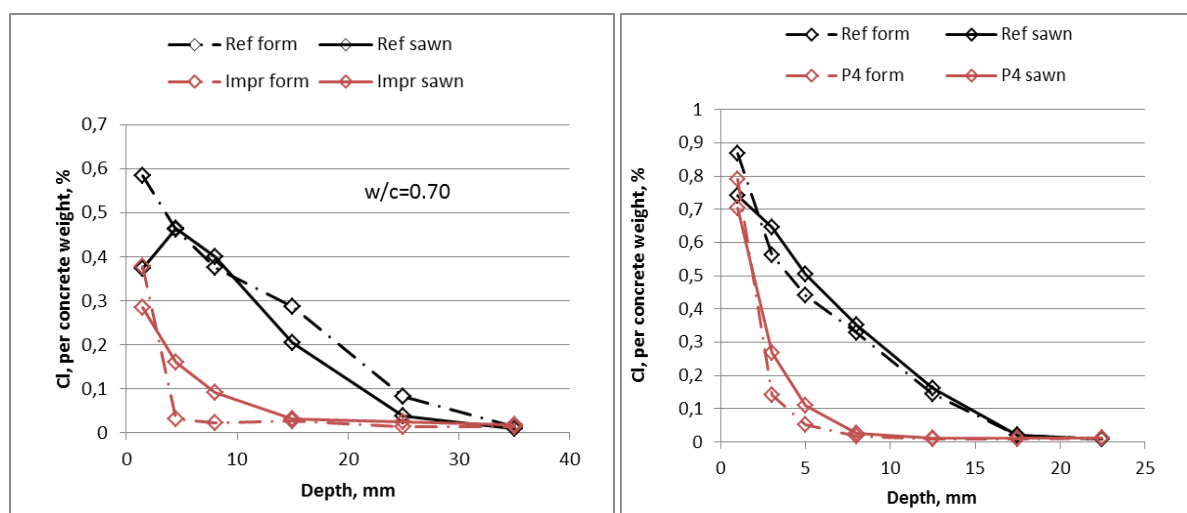 Ref form Ref sawn
Impr form Impr sawn
0,7
0,6
0,5
0,4
0,3
0,2
0,1
0
Cl, per concrete weight, %
w/c=0.70
0 10 20 30 40
Depth, mm
Ref form Ref sawn
P4 form P4 sawn
1
0,9
0,8
0,7
0,6
0,5
0,4
0,3
0,2
0,1
0
Cl, per concrete weight, %
0 5 10 15 20 25
Depth, mm